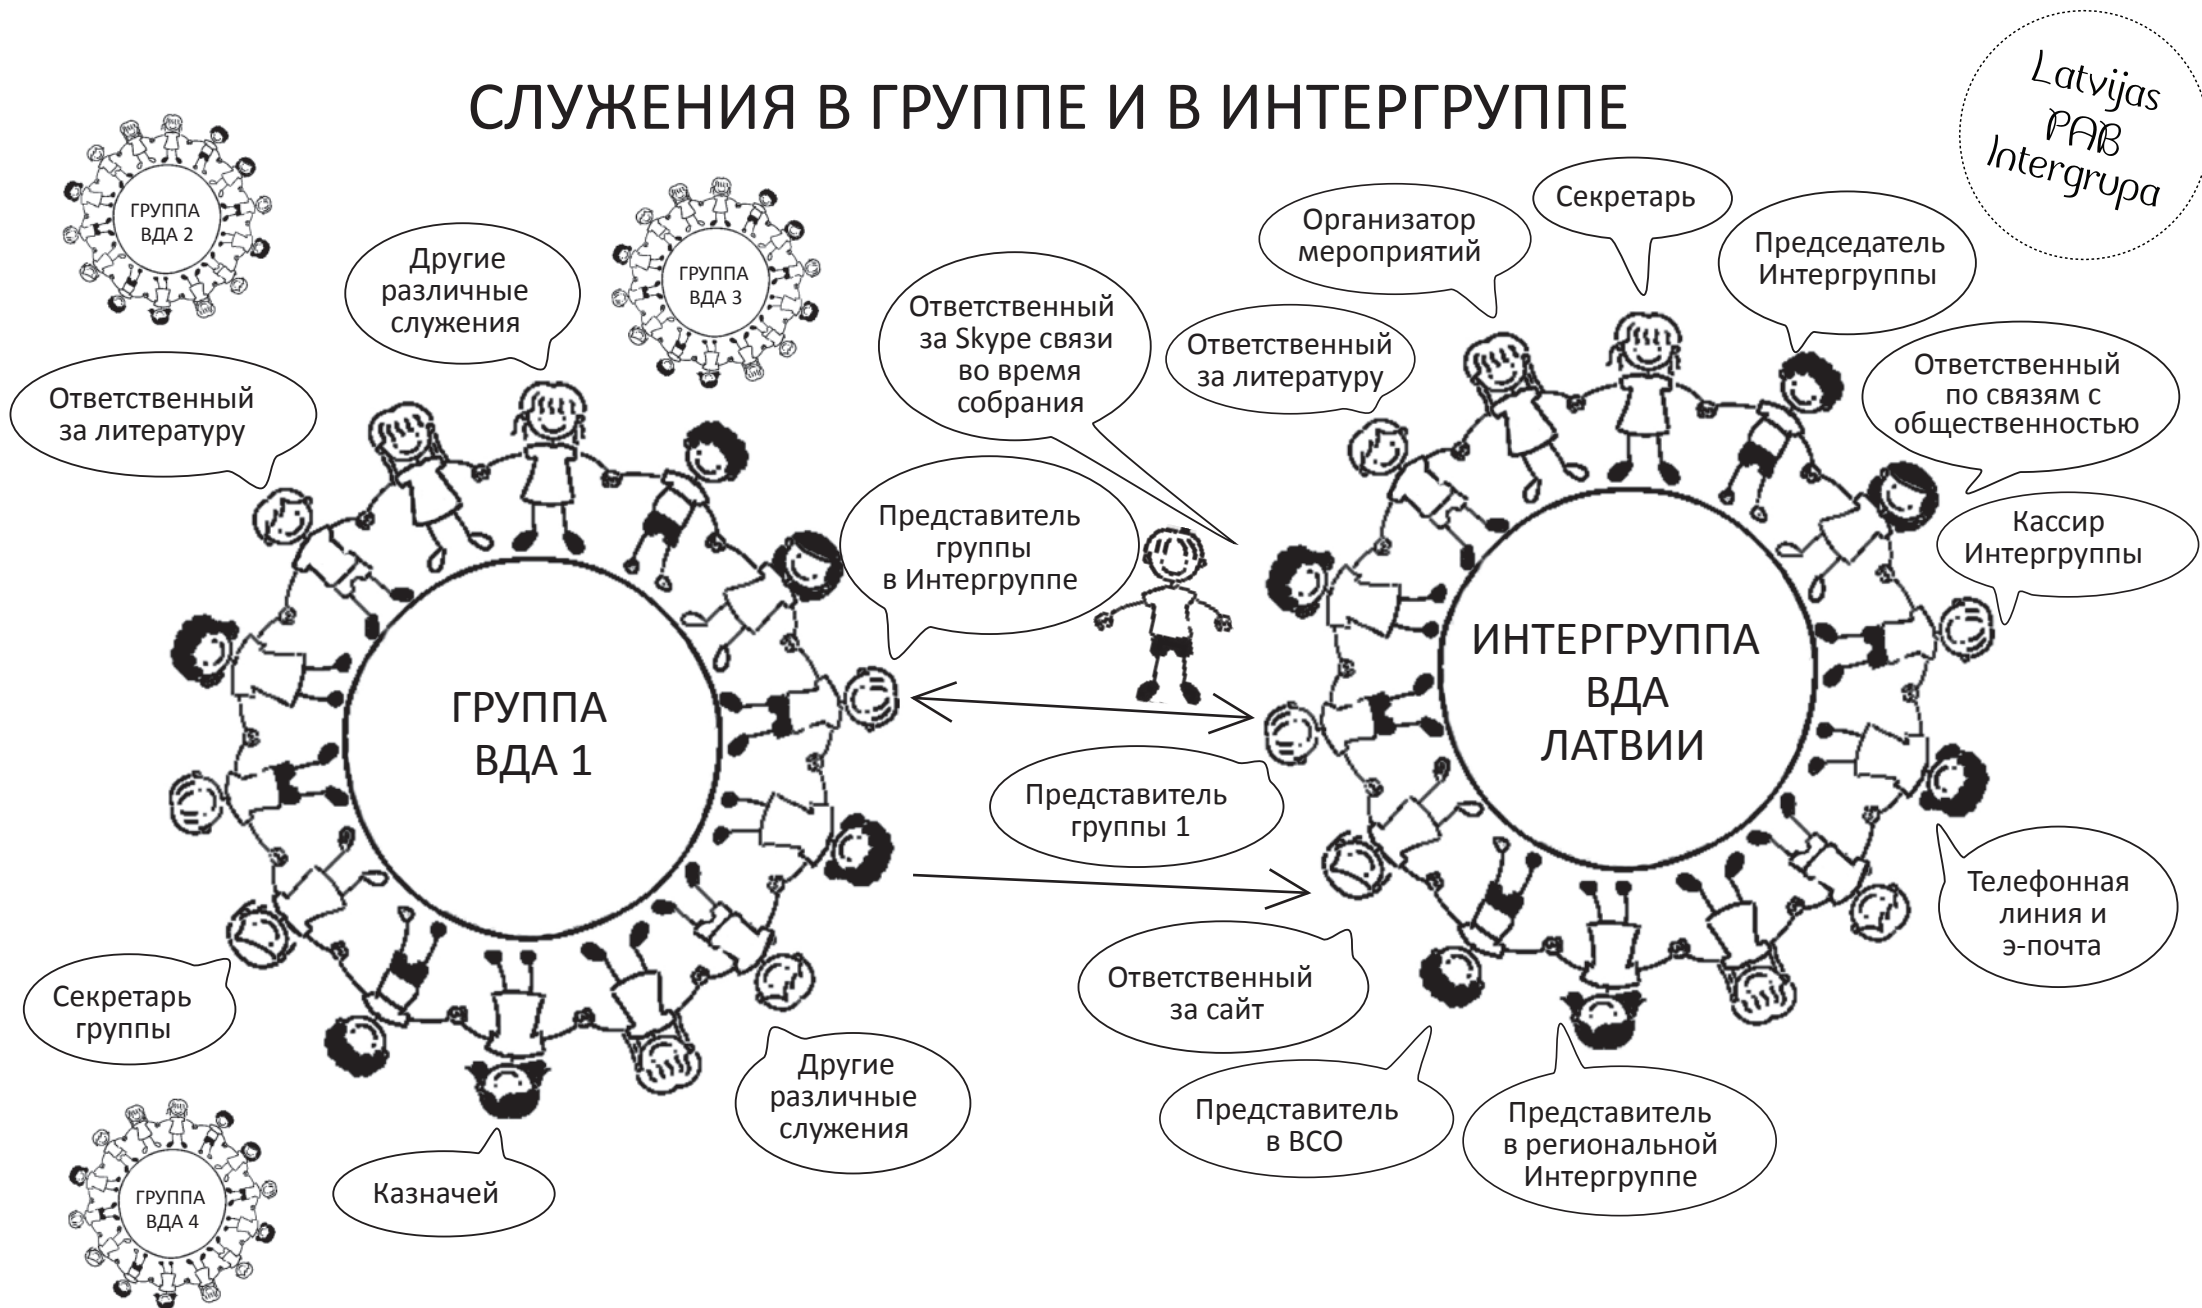 СЛУЖЕНИЯ В ГРУППЕ И В ИНТЕРГРУППЕ
Latvijas
PAB
Intergrupa
ГРУППА
ВДА 2
Другие
различные
служения
ГРУППА
ВДА 3
Ответственный
за литературу
Ответственный
за Skype связи
во время
собрания
Представитель
группы
в Интергруппе
ГРУППА
ВДА 1
Секретарь
группы
Казначей
Другие
различные
служения
ГРУППА
ВДА 4
Представитель
группы 1
Ответственный
за литературу
Организатор
мероприятий
Секретарь
Председатель
Интергруппы
Ответственный
по связям с
общественностью
Кассир
Интергруппы
ИНТЕРГРУППА
ВДА
ЛАТВИИ
Телефонная
линия и
э-почта
Ответственный
за сайт
Представитель
в ВСО
Представитель
в региональной
Интергруппе